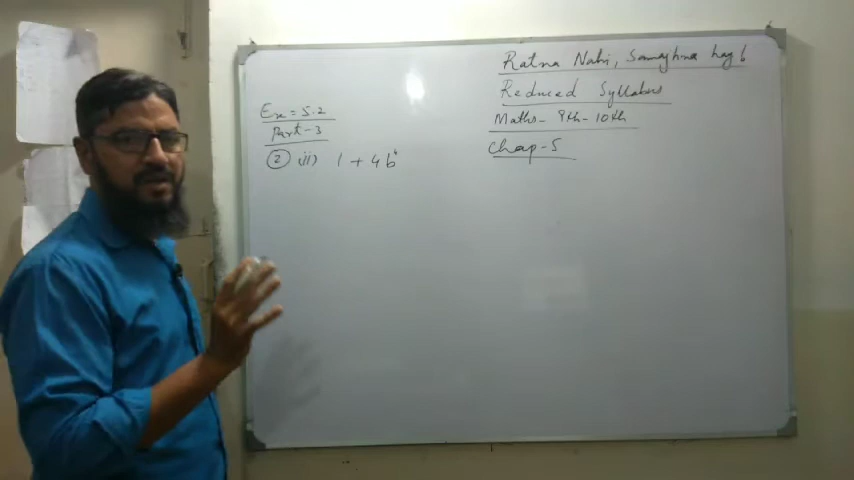 Ratna Nahi, Samajhna hay 6
Reduced Syllabus
Maths- 9th- 10th
Chap-5
Ex = 5.2
Part-3
② iii) 1 + 4b⁴